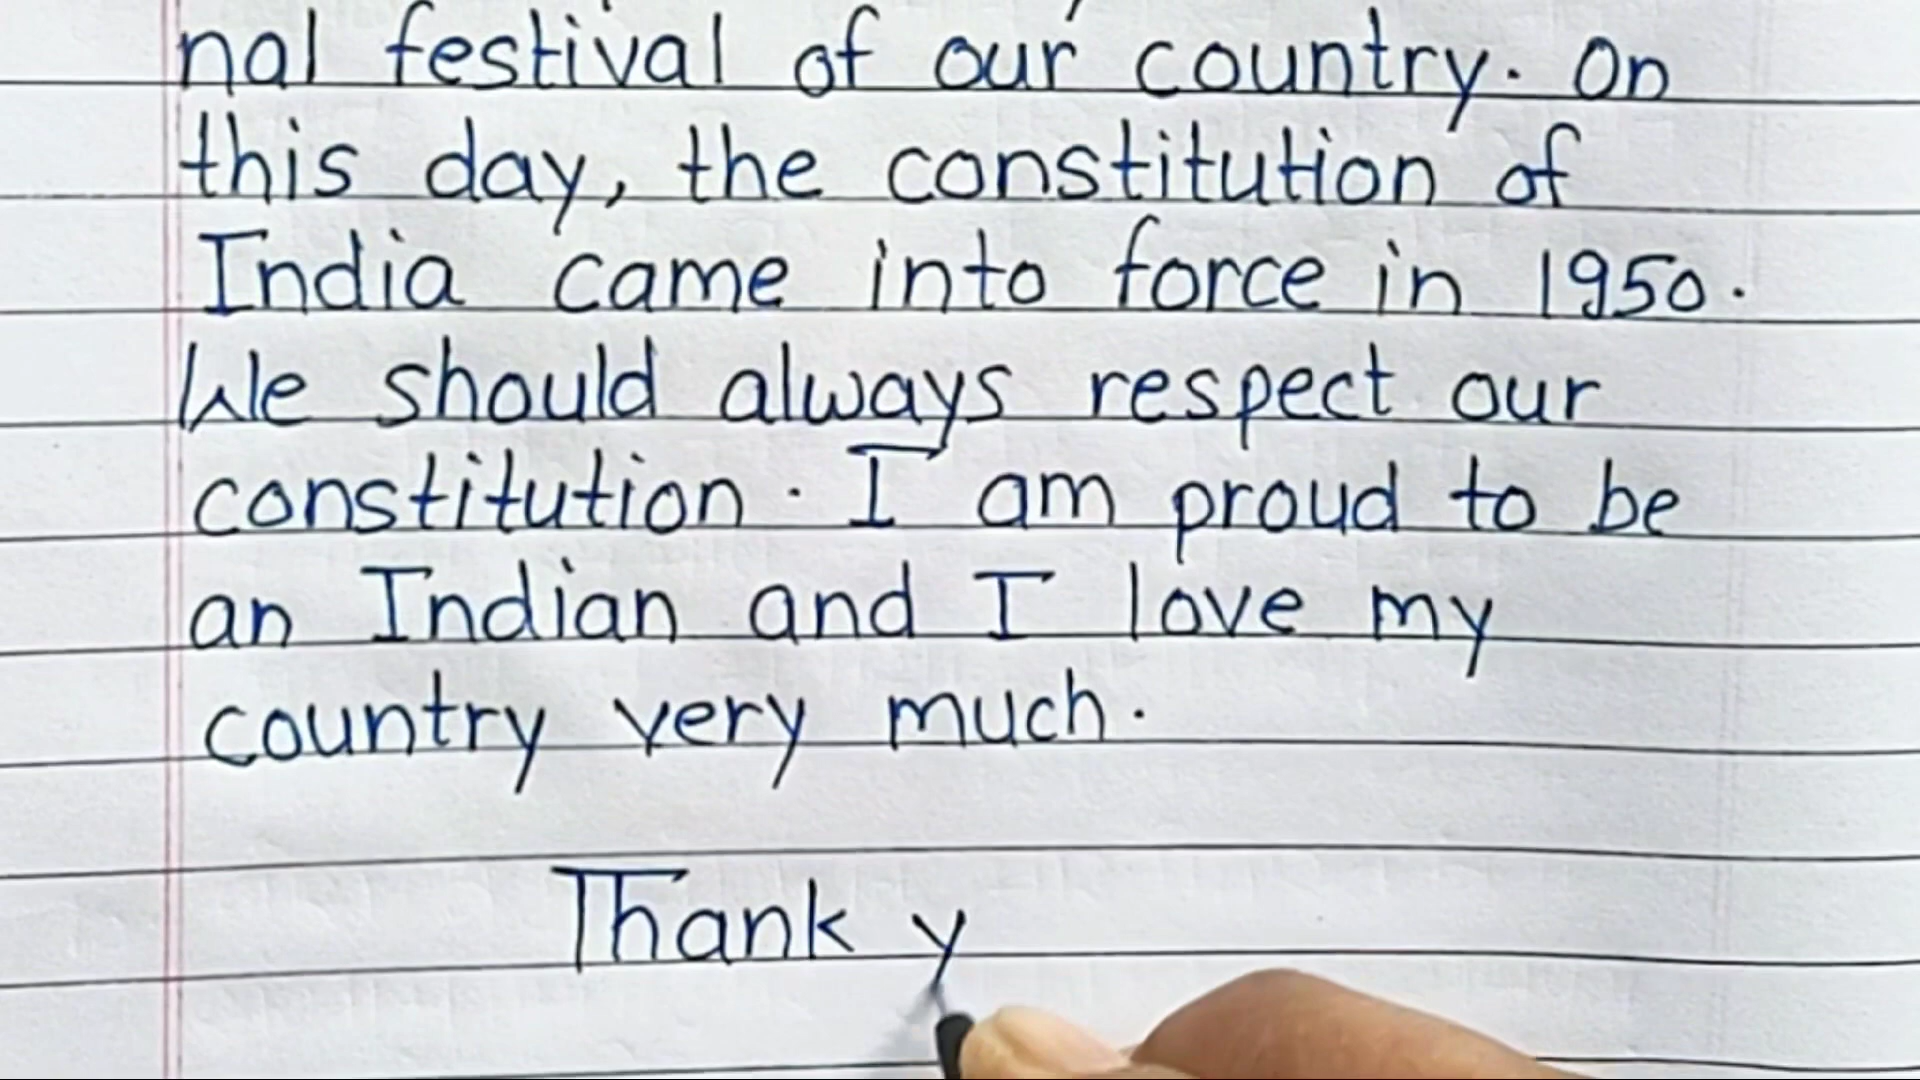 nal festival of our country. On
this day, the constitution of
India came into force in 1950.
We should always respect our
constitution. I am proud to be
an Indian and I love my
country very much.
Thank y